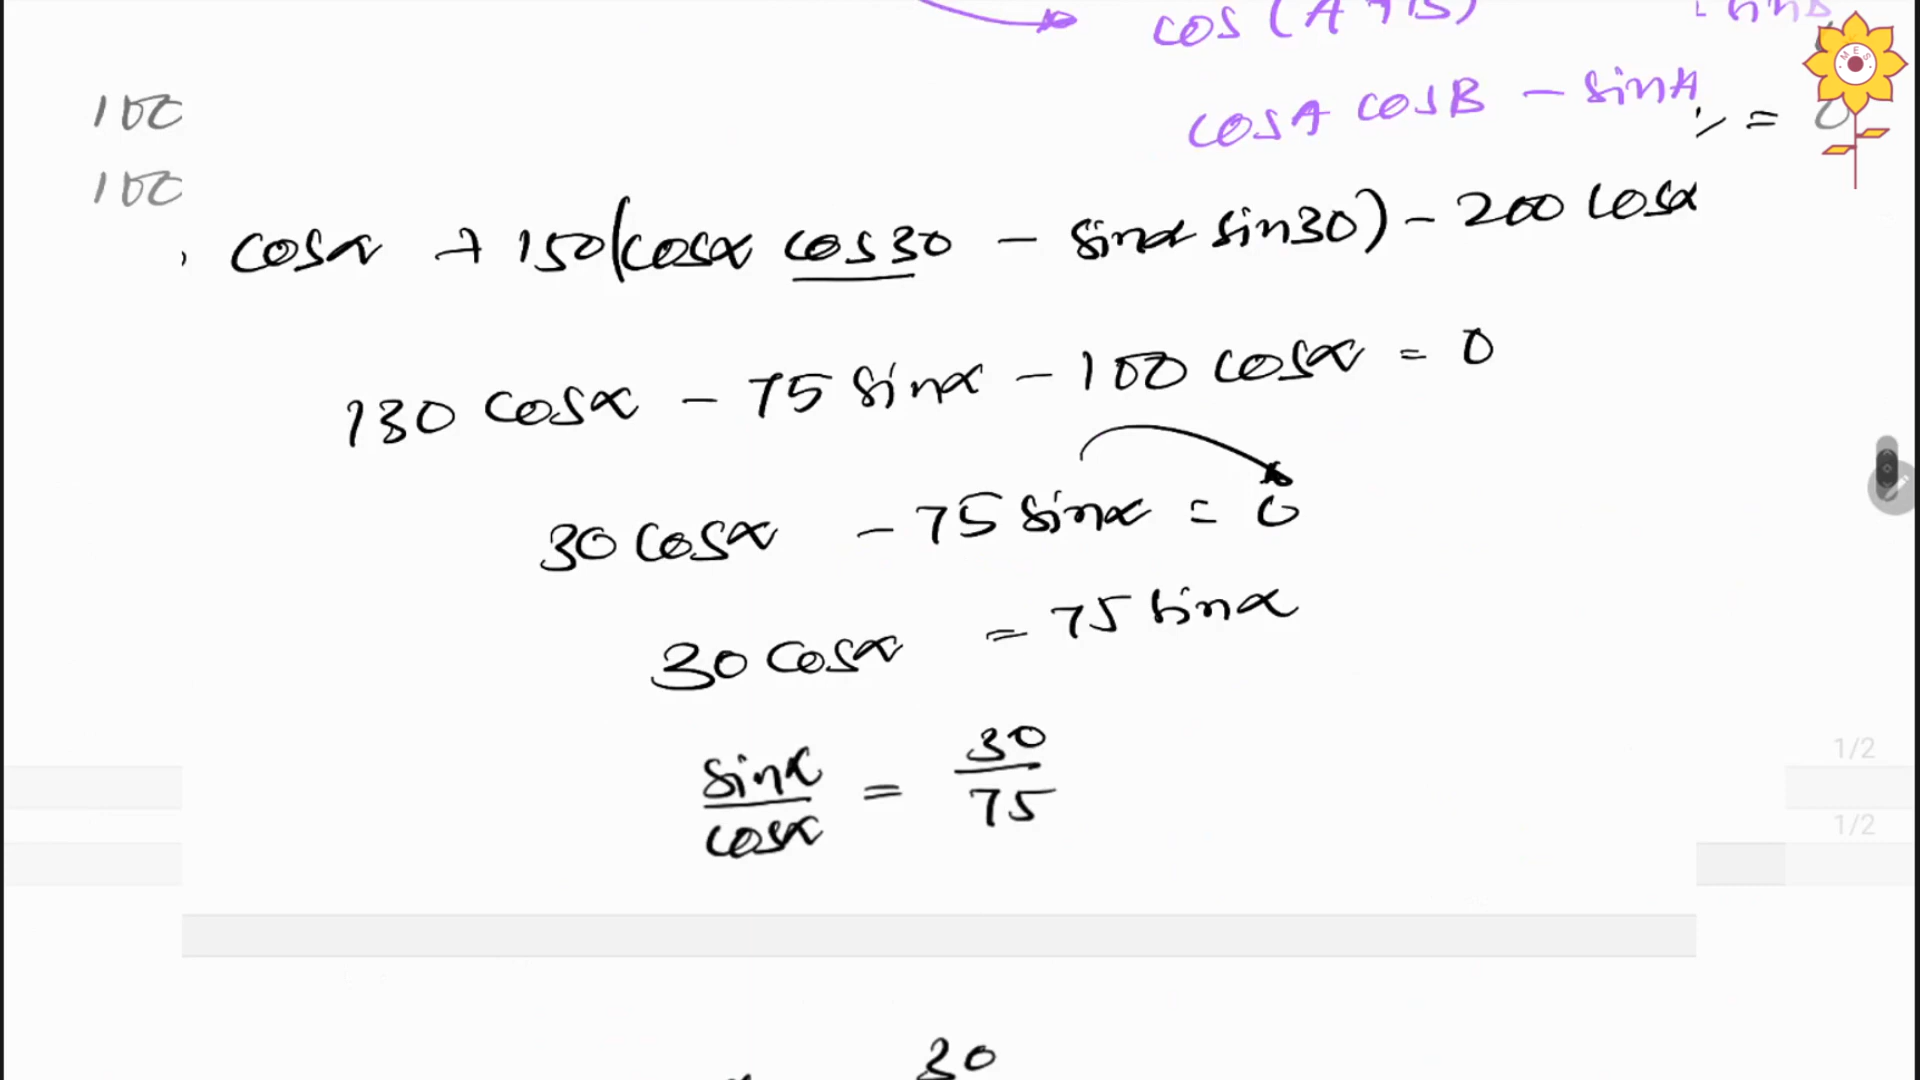 cos(A+B)
cosA cosB - sinA
= 0
100
100
cosα + 150(cosα cos30 - sinα sin30) - 200 cosα
130 cosα - 75 sinα - 100 cosα = 0
30 cosα - 75 sinα = 0
30 cosα = 75 sinα
sinα/cosα = 30/75
1/2
1/2
30
MES